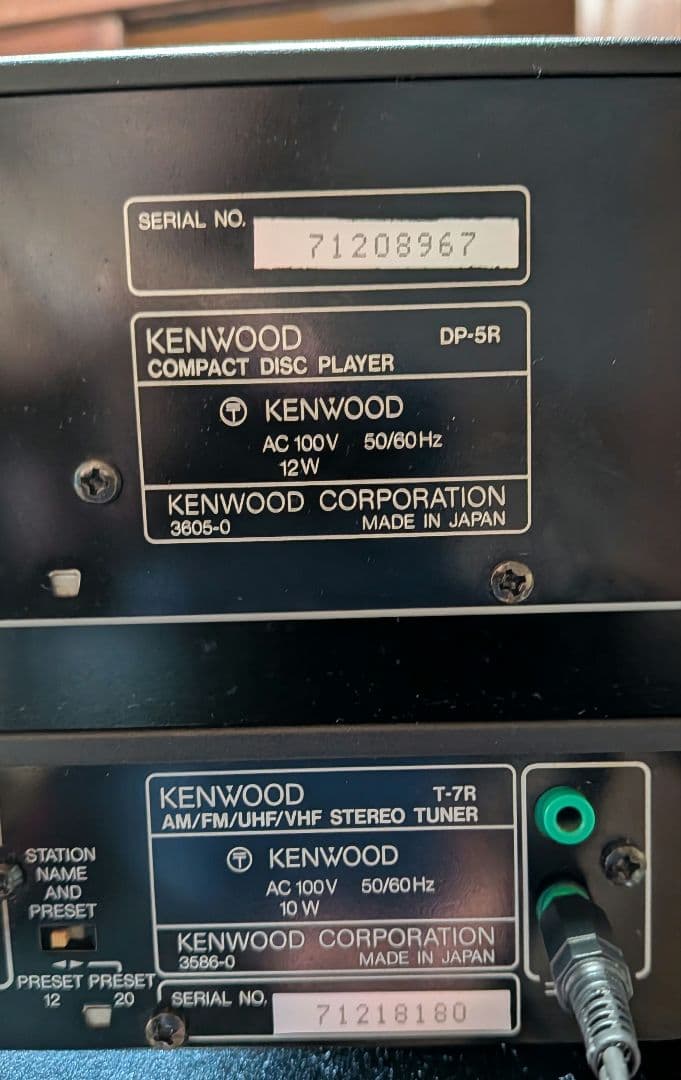 SERIAL NO.
71208967
KENWOOD DP-5R
COMPACT DISC PLAYER
KENWOOD
AC 100V 50/60Hz
12W
KENWOOD CORPORATION
3605-0 MADE IN JAPAN
KENWOOD T-7R
AM/FM/UHF/VHF STEREO TUNER
KENWOOD
AC 100V 50/60Hz
10W
KENWOOD CORPORATION
3586-0 MADE IN JAPAN
SERIAL NO.
71218180
STATION
NAME
AND
PRESET
PRESET PRESET
12 20